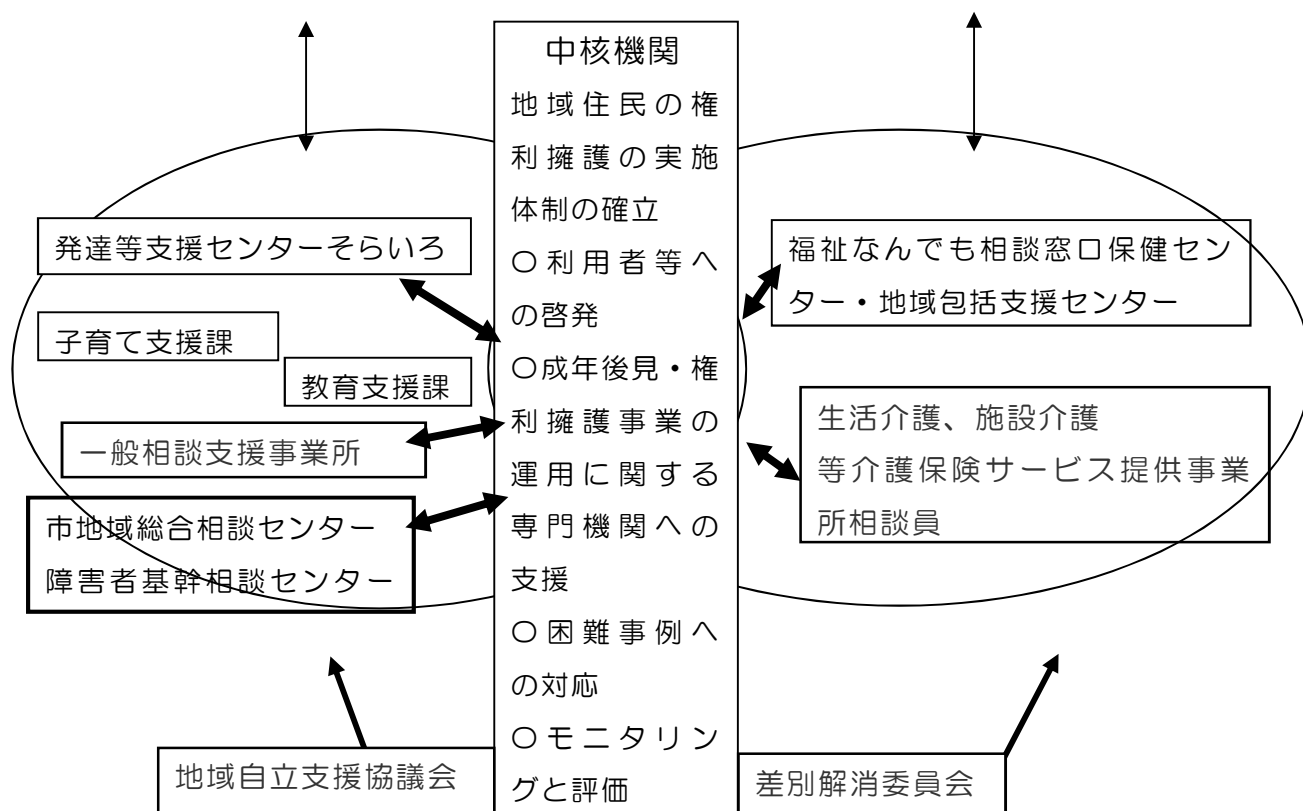 中核機関
地域住民の権
利擁護の実施
体制の確立
○利用者等へ
の啓発
○成年後見・権
利擁護事業の
運用に関する
専門機関への
支援
○困難事例へ
の対応
○モニタリン
グと評価
発達等支援センターそらいろ
子育て支援課
教育支援課
一般相談支援事業所
市地域総合相談センター
障害者基幹相談センター
福祉なんでも相談窓口保健セン
ター・地域包括支援センター
生活介護、施設介護
等介護保険サービス提供事業
所相談員
地域自立支援協議会
差別解消委員会